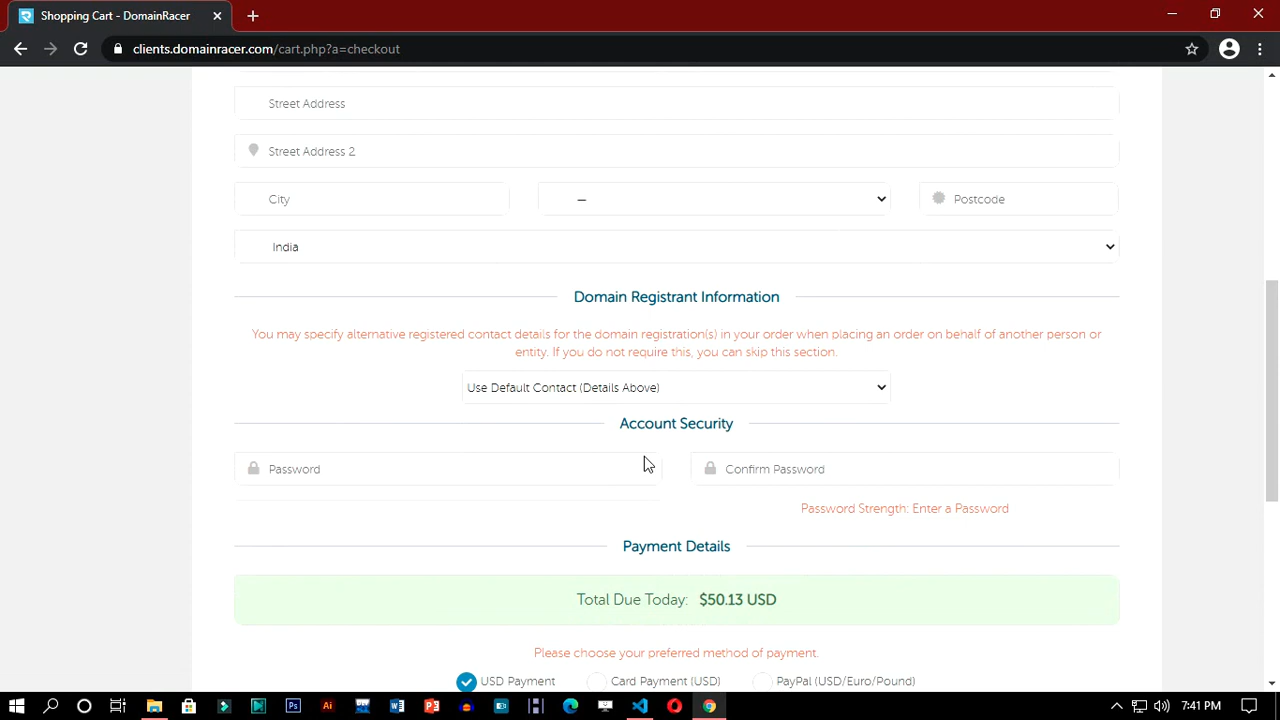 Shopping Cart - DomainRacer
clients.domainracer.com/cart.php?a=checkout
Street Address
Street Address 2
City
—
Postcode
India
Domain Registrant Information
You may specify alternative registered contact details for the domain registration(s) in your order when placing an order on behalf of another person or
entity. If you do not require this, you can skip this section.
Use Default Contact (Details Above)
Account Security
Password
Confirm Password
Password Strength: Enter a Password
Payment Details
Total Due Today: $50.13 USD
Please choose your preferred method of payment.
USD Payment
Card Payment (USD)
PayPal (USD/Euro/Pound)
7:41 PM